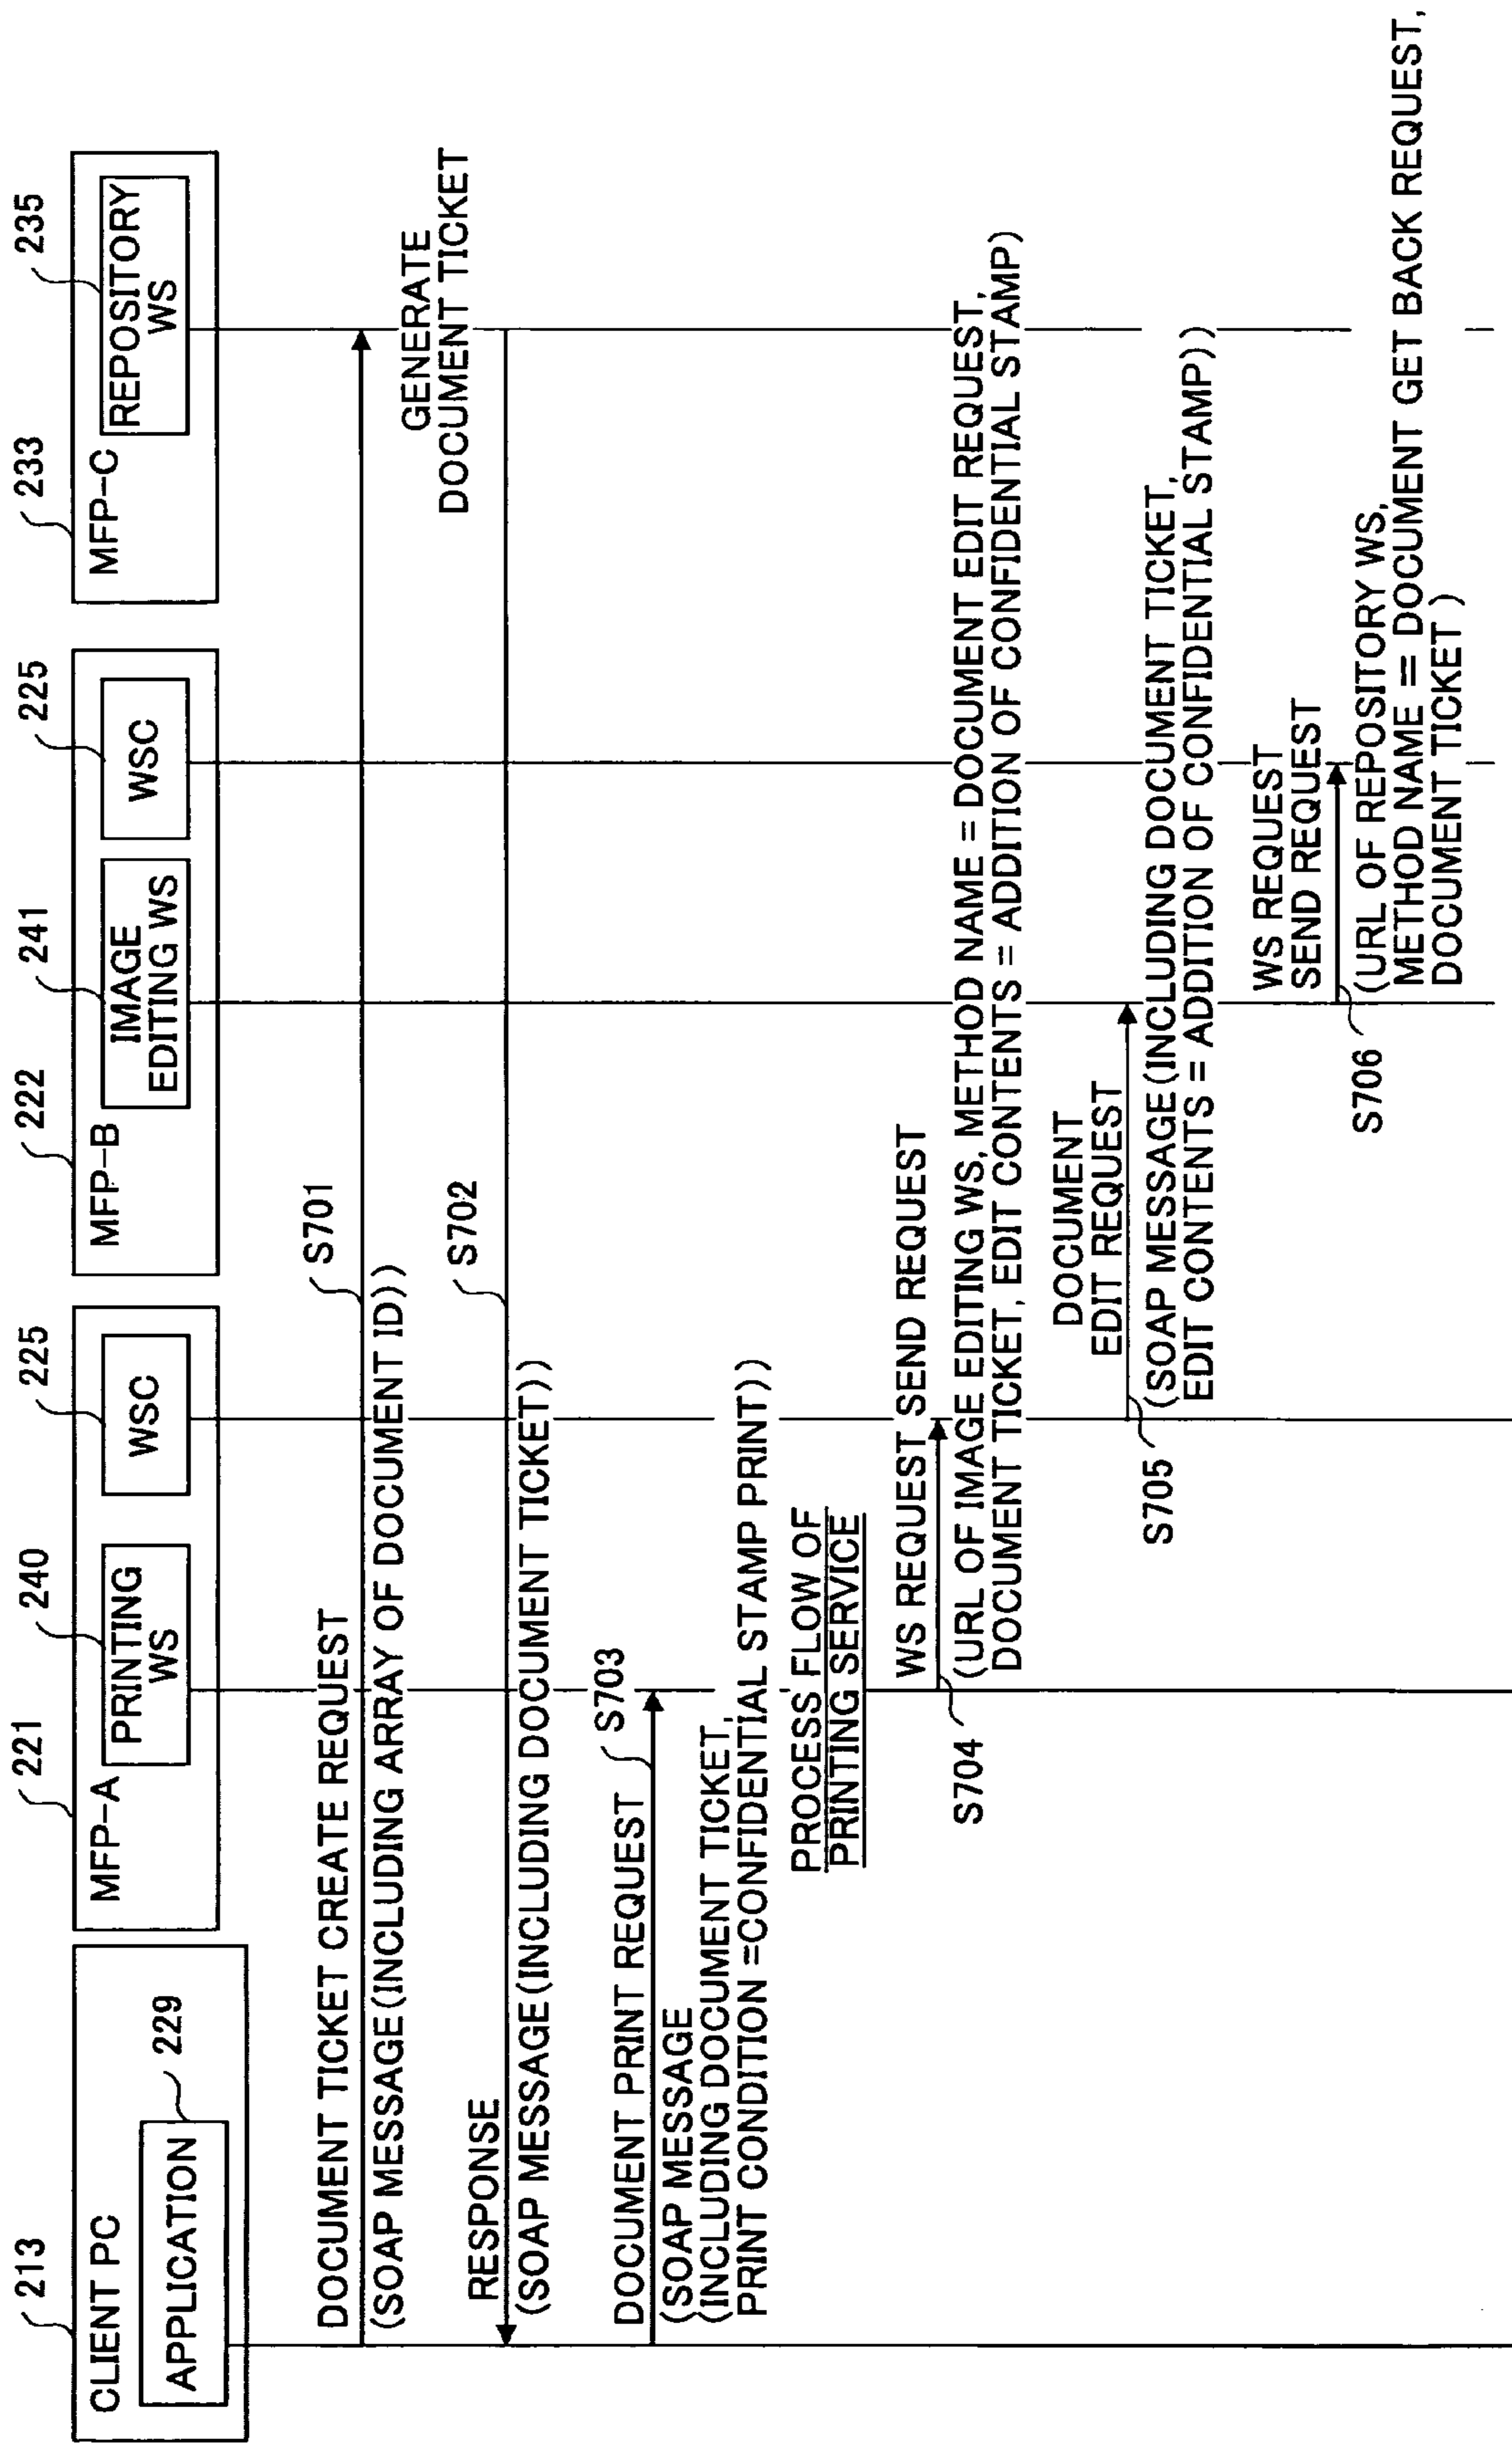 213
CLIENT PC
APPLICATION
229
221
MFP-A
240
PRINTING
WS
225
WSC
222
MFP-B
241
IMAGE
EDITING WS
225
WSC
233
MFP-C
235
REPOSITORY
WS
DOCUMENT TICKET CREATE REQUEST
S701
(SOAP MESSAGE (INCLUDING ARRAY OF DOCUMENT ID))
GENERATE
DOCUMENT TICKET
RESPONSE
S702
(SOAP MESSAGE (INCLUDING DOCUMENT TICKET))
DOCUMENT PRINT REQUEST
S703
(SOAP MESSAGE
(INCLUDING DOCUMENT TICKET,
PRINT CONDITION =CONFIDENTIAL STAMP PRINT))
PROCESS FLOW OF
PRINTING SERVICE
WS REQUEST SEND REQUEST
S704
(URL OF IMAGE EDITING WS, METHOD NAME = DOCUMENT EDIT REQUEST,
DOCUMENT TICKET, EDIT CONTENTS = ADDITION OF CONFIDENTIAL STAMP)
DOCUMENT
EDIT REQUEST
S705
(SOAP MESSAGE (INCLUDING DOCUMENT TICKET,
EDIT CONTENTS = ADDITION OF CONFIDENTIAL STAMP))
WS REQUEST
SEND REQUEST
S706
(URL OF REPOSITORY WS,
METHOD NAME = DOCUMENT GET BACK REQUEST,
DOCUMENT TICKET )